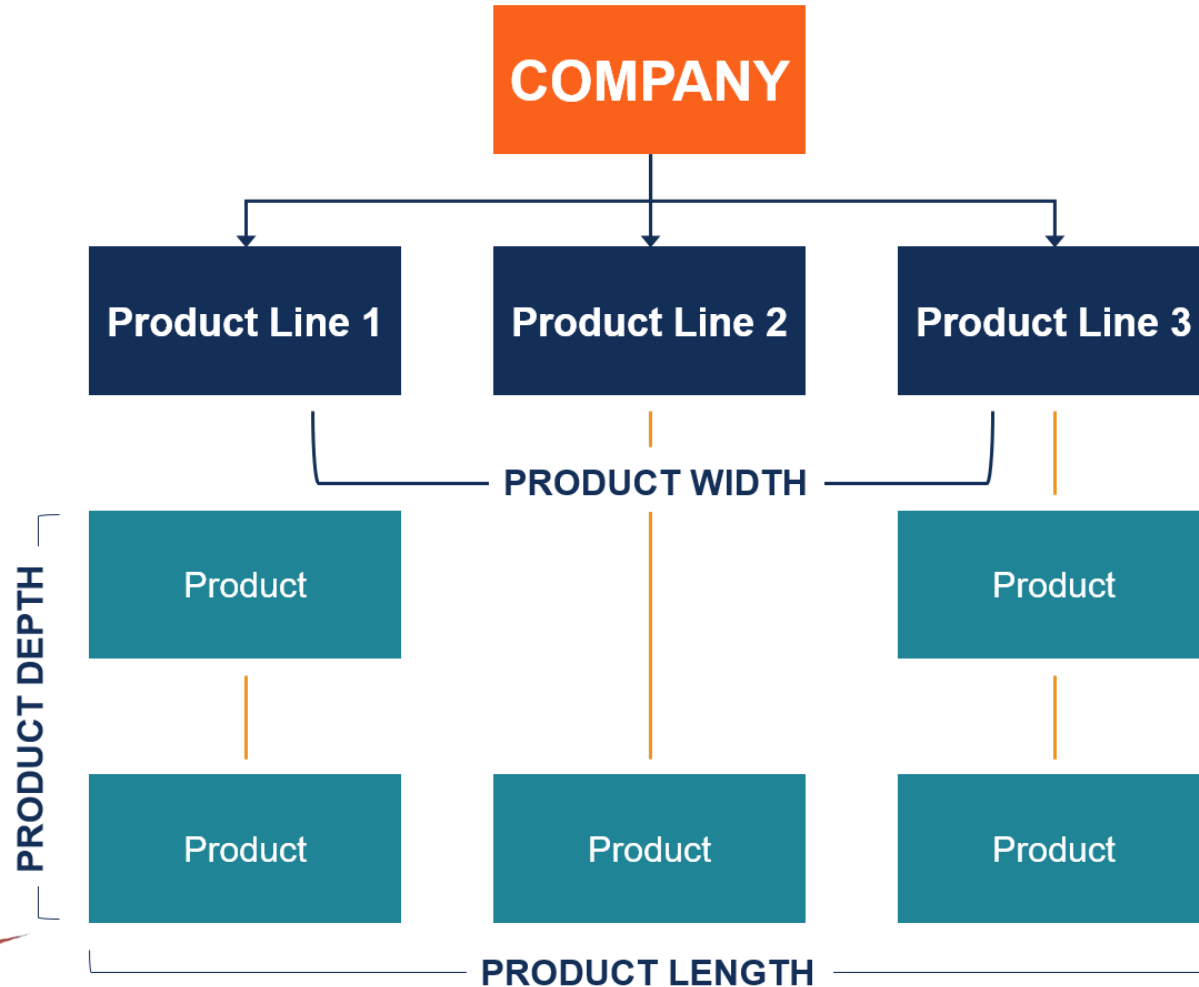 COMPANY
Product Line 1
Product Line 2
Product Line 3
PRODUCT WIDTH
PRODUCT DEPTH
Product
Product
Product
Product
Product
PRODUCT LENGTH